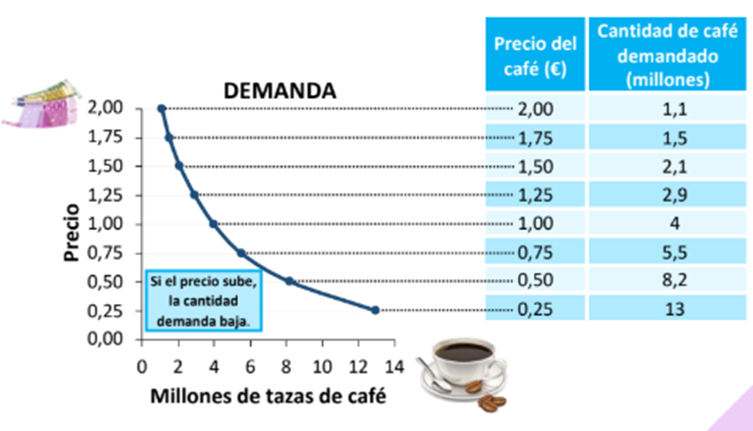 DEMANDA
Precio
2,00
1,75
1,50
1,25
1,00
0,75
0,50
0,25
0,00
Si el precio sube,
la cantidad
demanda baja.
0 2 4 6 8 10 12 14
Millones de tazas de café
Precio del
café (€)
Cantidad de café
demandado
(millones)
2,00 1,1
1,75 1,5
1,50 2,1
1,25 2,9
1,00 4
0,75 5,5
0,50 8,2
0,25 13